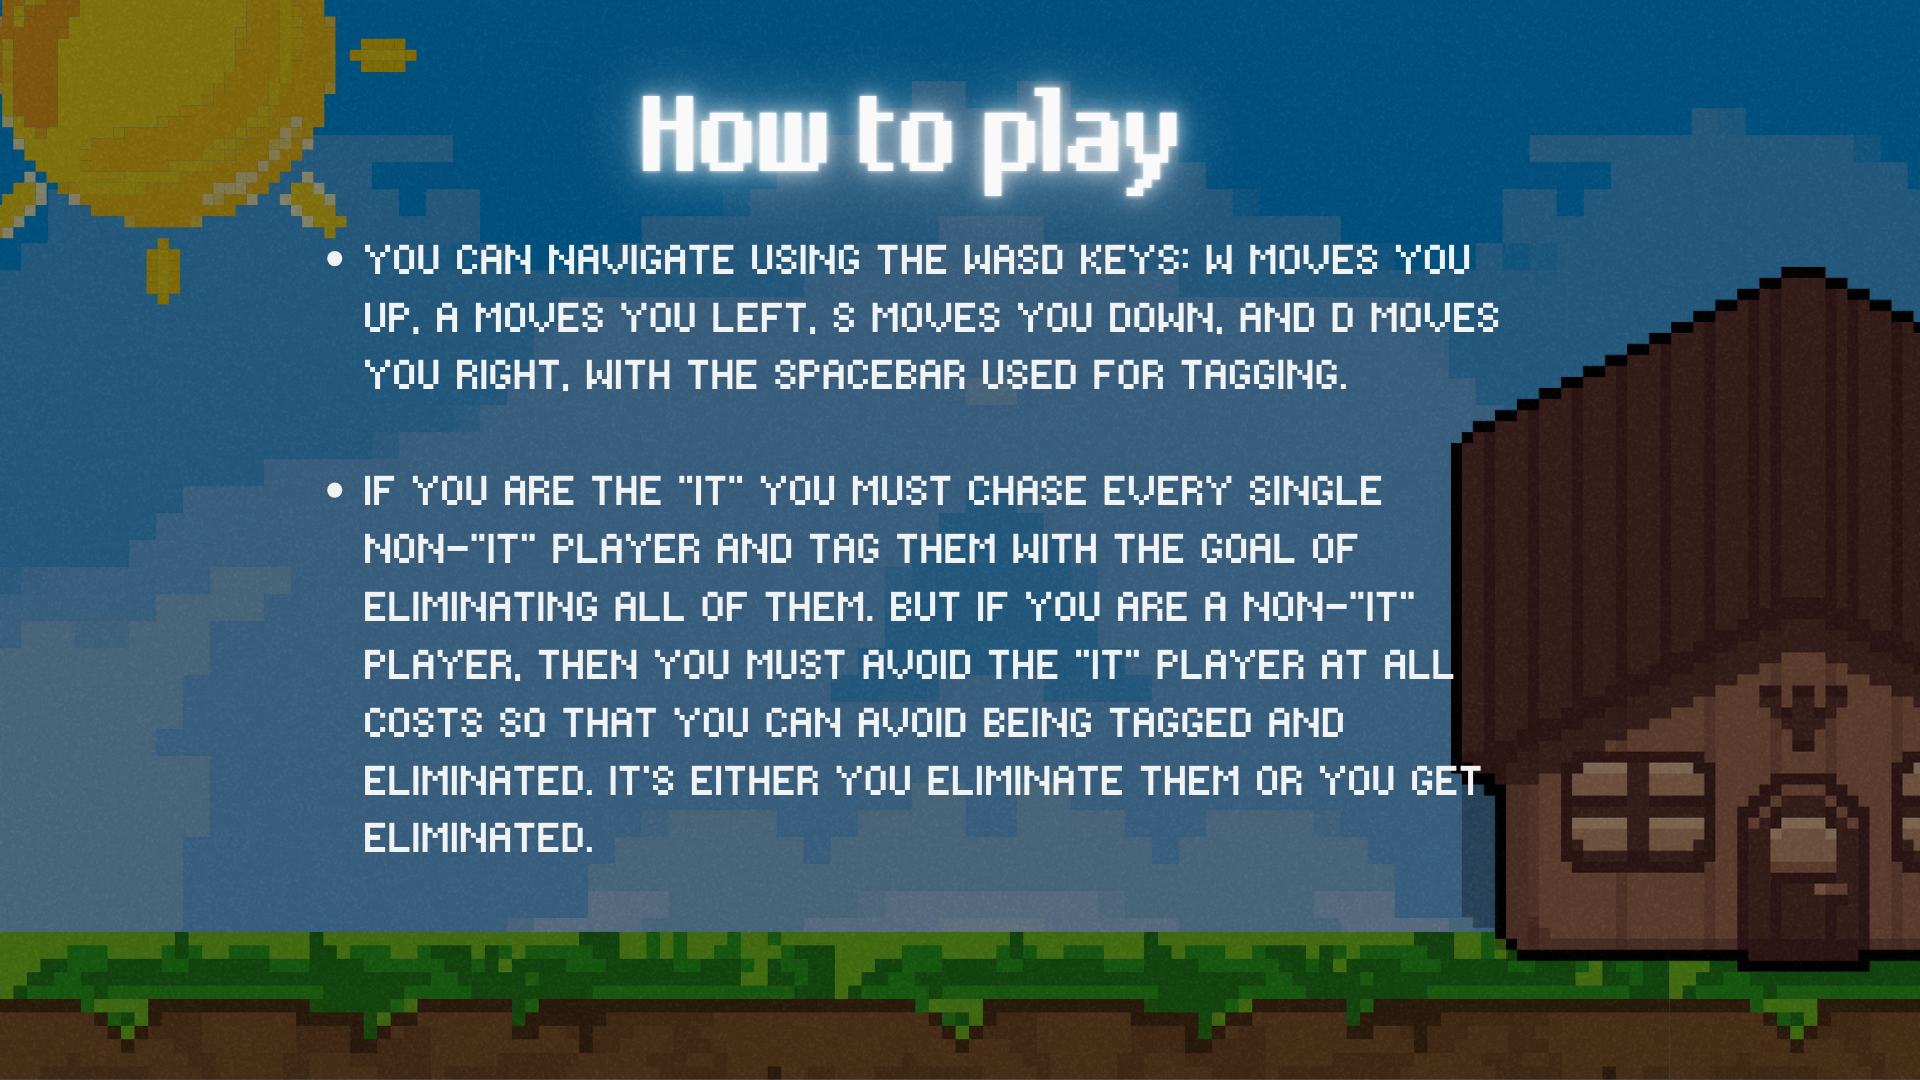 How to play
• YOU CAN NAVIGATE USING THE WASD KEYS: W MOVES YOU
UP, A MOVES YOU LEFT, S MOVES YOU DOWN, AND D MOVES
YOU RIGHT, WITH THE SPACEBAR USED FOR TAGGING.
• IF YOU ARE THE "IT" YOU MUST CHASE EVERY SINGLE
NON-"IT" PLAYER AND TAG THEM WITH THE GOAL OF
ELIMINATING ALL OF THEM. BUT IF YOU ARE A NON-"IT"
PLAYER, THEN YOU MUST AVOID THE "IT" PLAYER AT ALL
COSTS SO THAT YOU CAN AVOID BEING TAGGED AND
ELIMINATED. IT'S EITHER YOU ELIMINATE THEM OR YOU GET
ELIMINATED.